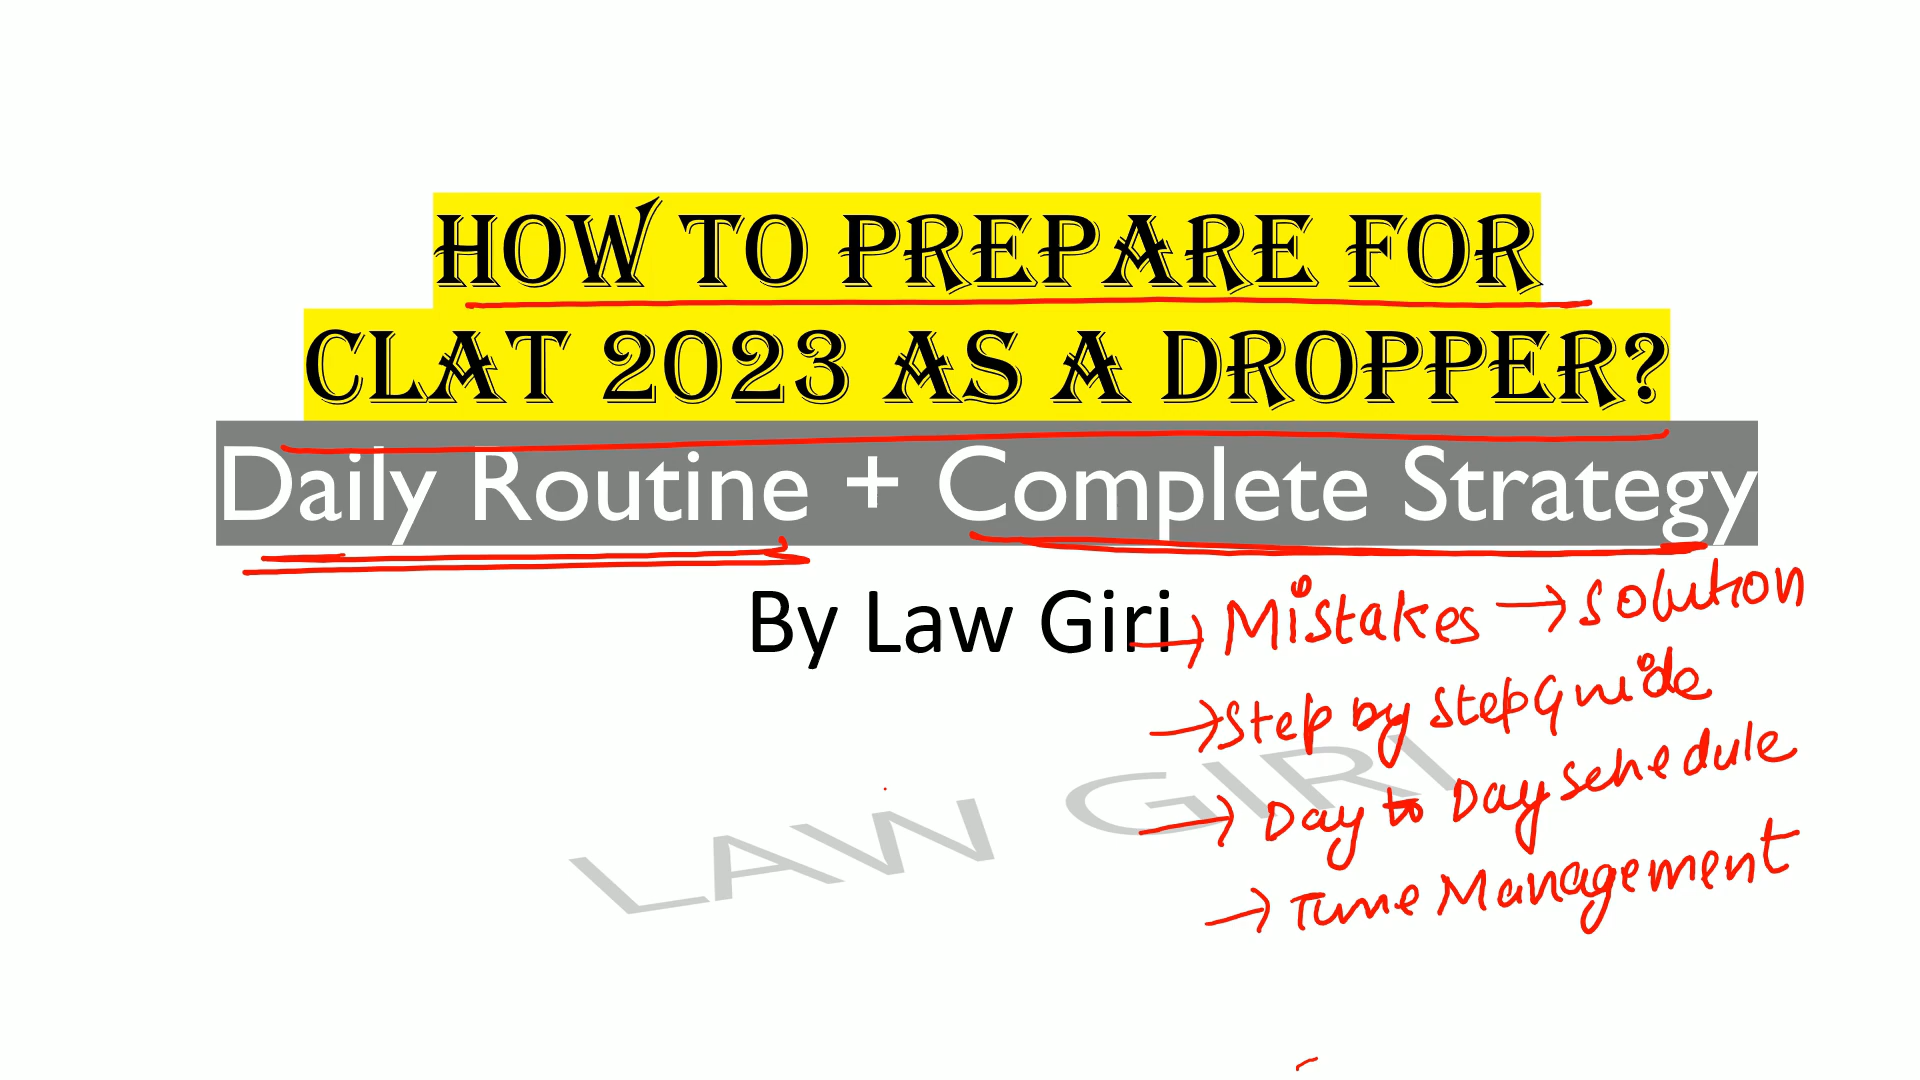 HOW TO PREPARE FOR
CLAT 2023 AS A DROPPER?
Daily Routine + Complete Strategy
By Law Giri
→ Mistakes → Solution
→ Step by Step Guide
→ Day to Day Schedule
→ Time Management
LAW GIRI